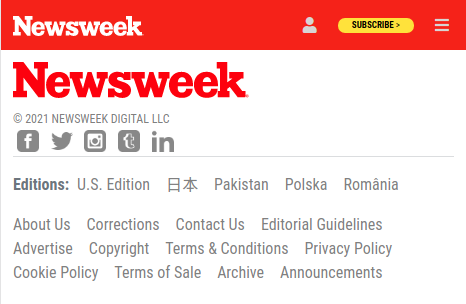 Newsweek
SUBSCRIBE >
Newsweek
© 2021 NEWSWEEK DIGITAL LLC
Editions: U.S. Edition 日本 Pakistan Polska România
About Us Corrections Contact Us Editorial Guidelines
Advertise Copyright Terms & Conditions Privacy Policy
Cookie Policy Terms of Sale Archive Announcements